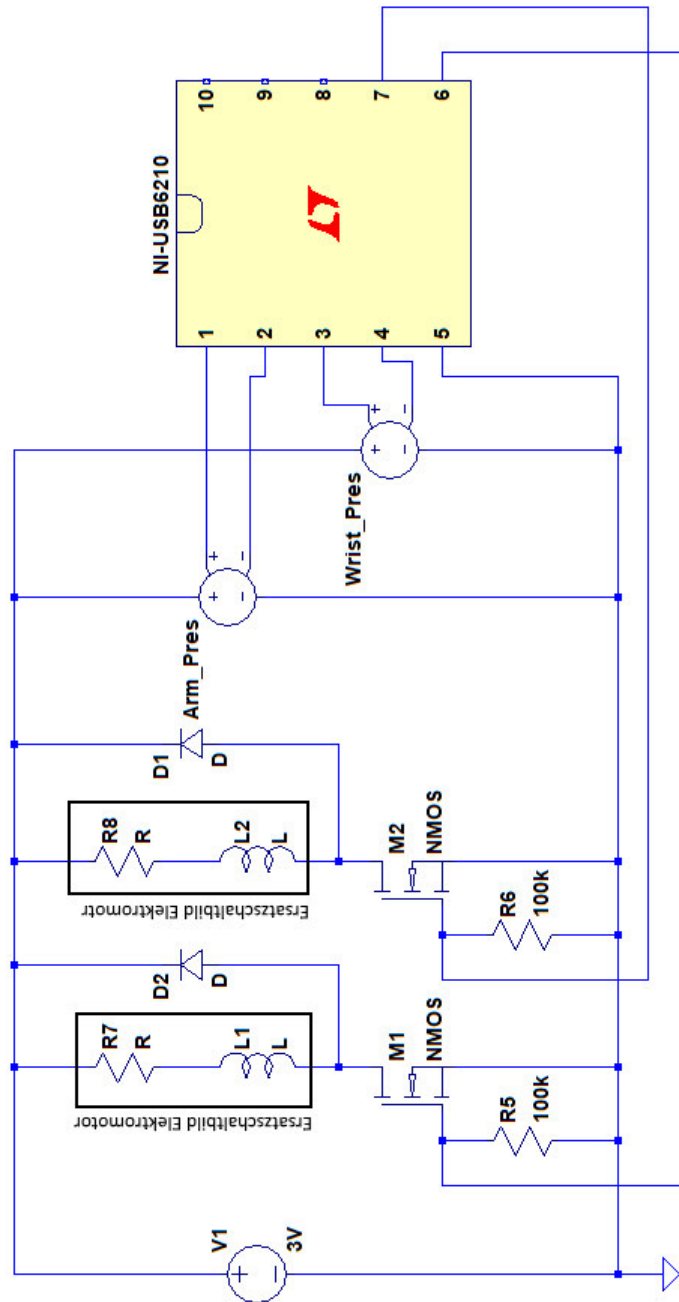 V1
3V
Ersatzschaltbild Elektromotor
R7
R
L1
L
D2
D
M1
NMOS
R5
100k
Ersatzschaltbild Elektromotr
R8
R
L2
L
D1
D
M2
NMOS
R6
100k
Arm_Pres
+
-
+
-
Wrist_Pres
+
-
+
-
NI-USB6210
1
2
3
4
5
10
9
8
7
6
+
-